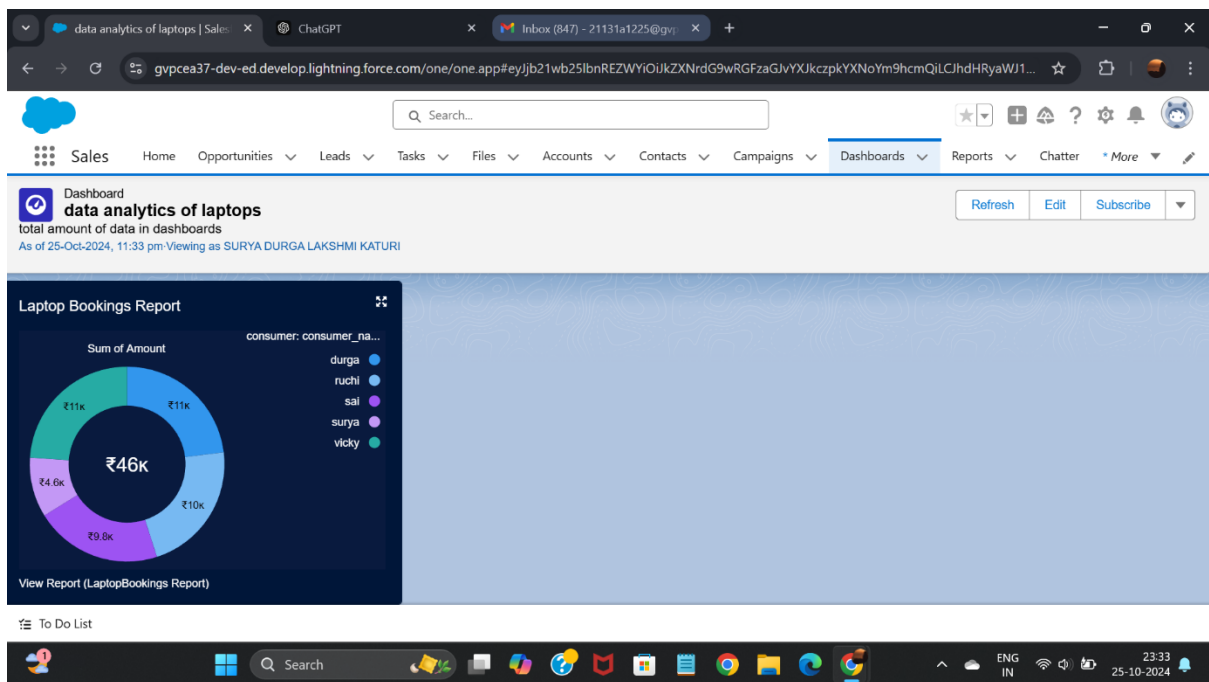 data analytics of laptops | Sales
ChatGPT
Inbox (847) - 21131a1225@gvp
gvpcea37-dev-ed.develop.lightning.force.com/one/one.app#eyJjb21wb25lbnREZWYiOiJkZXNrdG9wRGFzaGJvYXJkczpkYXNoYm9hcmQiLCJhdHRyaWJ1...
Search...
Sales Home Opportunities Leads Tasks Files Accounts Contacts Campaigns Dashboards Reports Chatter * More
Dashboard
data analytics of laptops
total amount of data in dashboards
As of 25-Oct-2024, 11:33 pm·Viewing as SURYA DURGA LAKSHMI KATURI
Refresh Edit Subscribe
Laptop Bookings Report
consumer: consumer_na...
Sum of Amount
durga
ruchi
sai
surya
vicky
₹11K
₹11K
₹46K
₹4.6K
₹10K
₹9.8K
View Report (LaptopBookings Report)
To Do List
1
Search
ENG
IN
23:33
25-10-2024